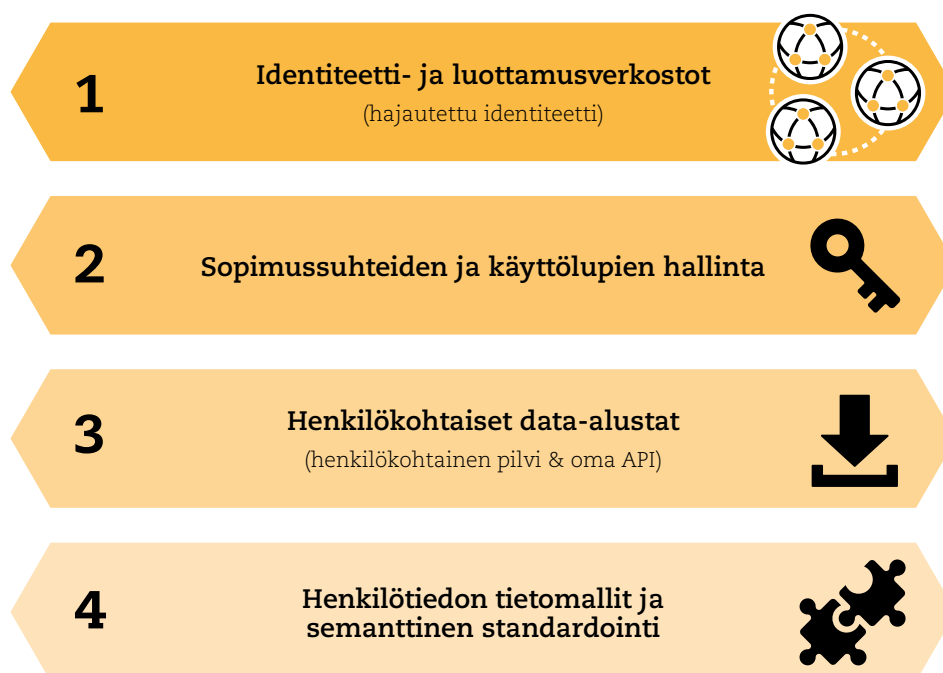 1
Identiteetti- ja luottamusverkostot
(hajautettu identiteetti)
2
Sopimussuhteiden ja käyttölupien hallinta
3
Henkilökohtaiset data-alustat
(henkilökohtainen pilvi & oma API)
4
Henkilötiedon tietomallit ja
semanttinen standardointi